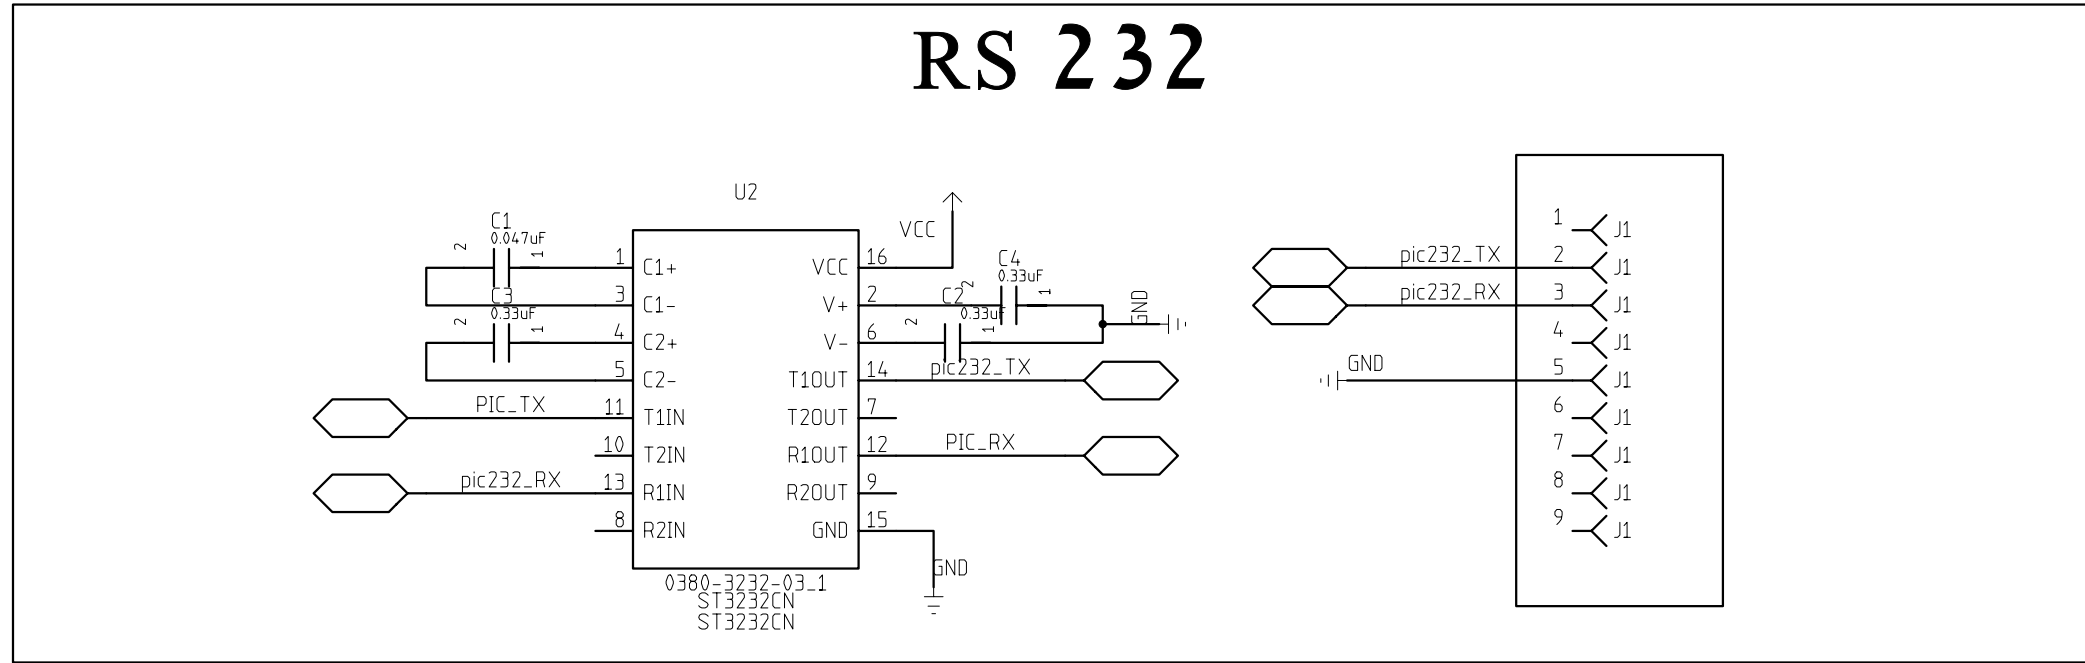 RS 232
U2
C1
0.047uF
2
1
C3
0.33uF
2
1
1
3
4
5
11
10
13
8
PIC_TX
pic232_RX
C1+
C1-
C2+
C2-
T1IN
T2IN
R1IN
R2IN
VCC
V+
V-
T1OUT
T2OUT
R1OUT
R2OUT
GND
16
2
6
14
7
12
9
15
VCC
C4
0.33uF
2
1
C2
0.33uF
2
1
GND
pic232_TX
PIC_RX
GND
0380-3232-03_1
ST3232CN
ST3232CN
pic232_TX
pic232_RX
GND
1 J1
2 J1
3 J1
4 J1
5 J1
6 J1
7 J1
8 J1
9 J1